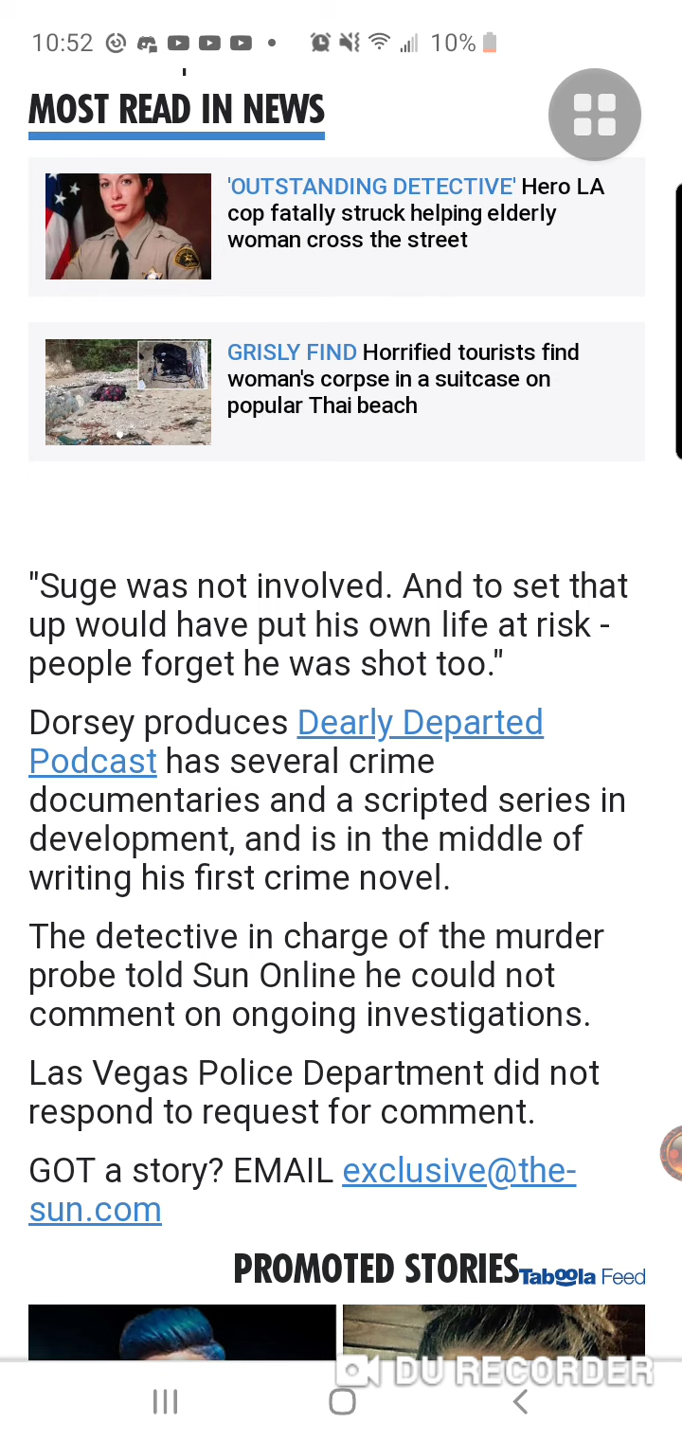 10:52 10%
MOST READ IN NEWS
'OUTSTANDING DETECTIVE' Hero LA
cop fatally struck helping elderly
woman cross the street
GRISLY FIND Horrified tourists find
woman's corpse in a suitcase on
popular Thai beach
"Suge was not involved. And to set that
up would have put his own life at risk -
people forget he was shot too."
Dorsey produces Dearly Departed
Podcast has several crime
documentaries and a scripted series in
development, and is in the middle of
writing his first crime novel.
The detective in charge of the murder
probe told Sun Online he could not
comment on ongoing investigations.
Las Vegas Police Department did not
respond to request for comment.
GOT a story? EMAIL exclusive@the-
sun.com
PROMOTED STORIES Taboola Feed
DU RECORDER